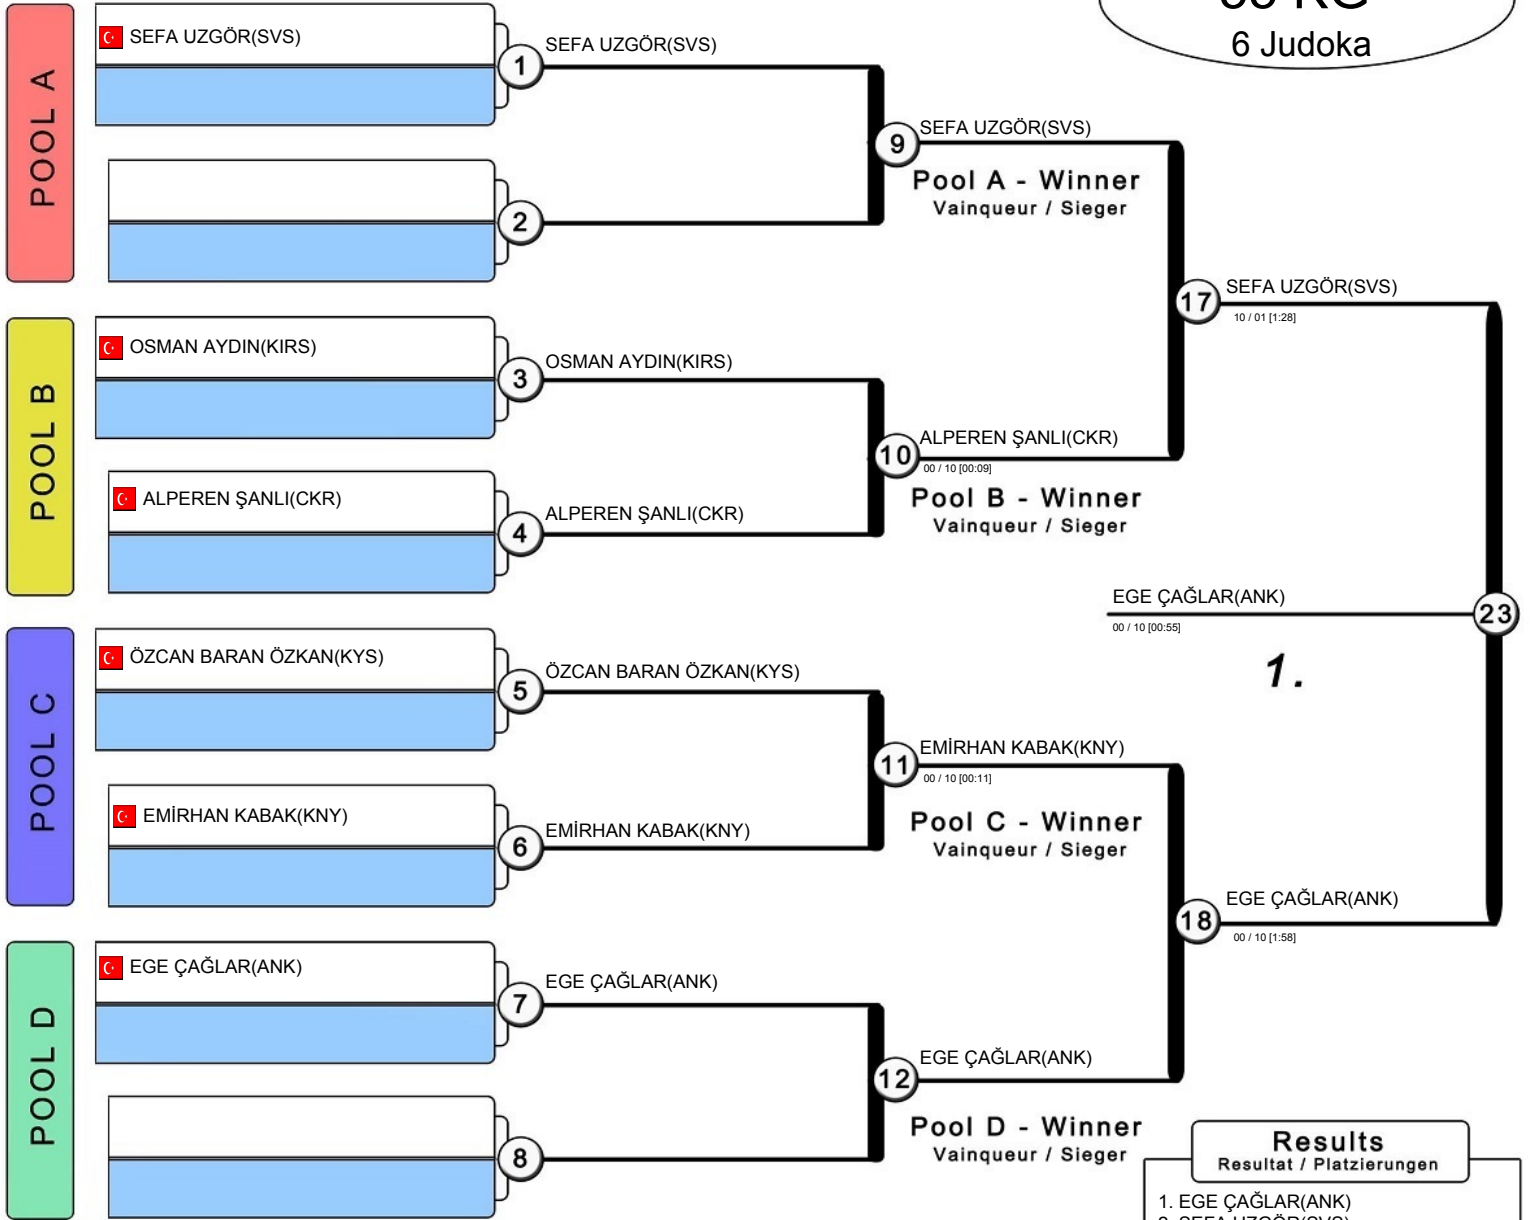 KG
6 Judoka
POOL A
SEFA UZGÖR(SVS)
1
SEFA UZGÖR(SVS)
2
9
SEFA UZGÖR(SVS)
Pool A - Winner
Vainqueur / Sieger
POOL B
OSMAN AYDIN(KIRS)
3
OSMAN AYDIN(KIRS)
ALPEREN ŞANLI(CKR)
4
ALPEREN ŞANLI(CKR)
10
ALPEREN ŞANLI(CKR)
00 / 10 [00:09]
Pool B - Winner
Vainqueur / Sieger
17
SEFA UZGÖR(SVS)
10 / 01 [1:28]
POOL C
ÖZCAN BARAN ÖZKAN(KYS)
5
ÖZCAN BARAN ÖZKAN(KYS)
EMİRHAN KABAK(KNY)
6
EMİRHAN KABAK(KNY)
11
EMİRHAN KABAK(KNY)
00 / 10 [00:11]
Pool C - Winner
Vainqueur / Sieger
POOL D
EGE ÇAĞLAR(ANK)
7
EGE ÇAĞLAR(ANK)
8
12
EGE ÇAĞLAR(ANK)
Pool D - Winner
Vainqueur / Sieger
18
EGE ÇAĞLAR(ANK)
00 / 10 [1:58]
EGE ÇAĞLAR(ANK)
00 / 10 [00:55]
23
1.
Results
Resultat / Platzierungen
1. EGE ÇAĞLAR(ANK)
2. SEFA UZGÖR(SVS)